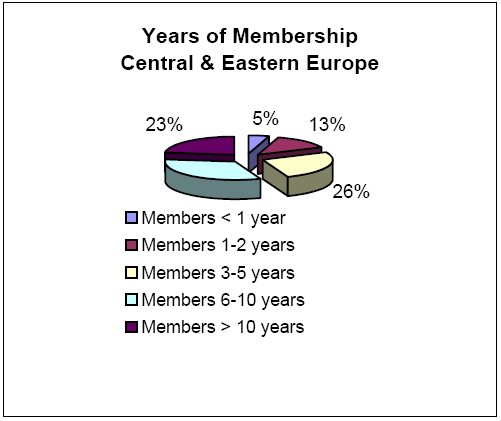 Years of Membership
Central & Eastern Europe
23%
5%
13%
26%
Members < 1 year
Members 1-2 years
Members 3-5 years
Members 6-10 years
Members > 10 years